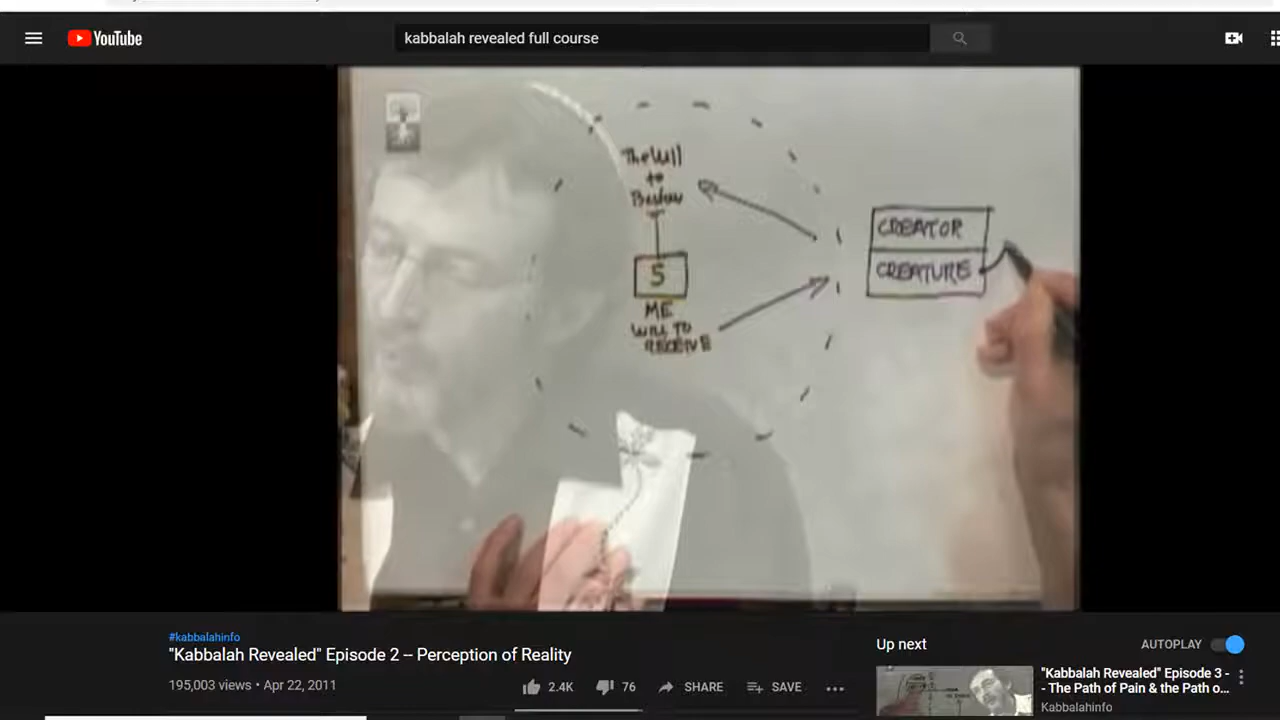 YouTube
kabbalah revealed full course
The Will
to
Bestow
5
ME
WILL TO
RECEIVE
CREATOR
CREATURE
#kabbalahinfo
"Kabbalah Revealed" Episode 2 -- Perception of Reality
195,003 views • Apr 22, 2011
2.4K
76
SHARE
SAVE
Up next
AUTOPLAY
"Kabbalah Revealed" Episode 3 -
- The Path of Pain & the Path o...
Kabbalahinfo